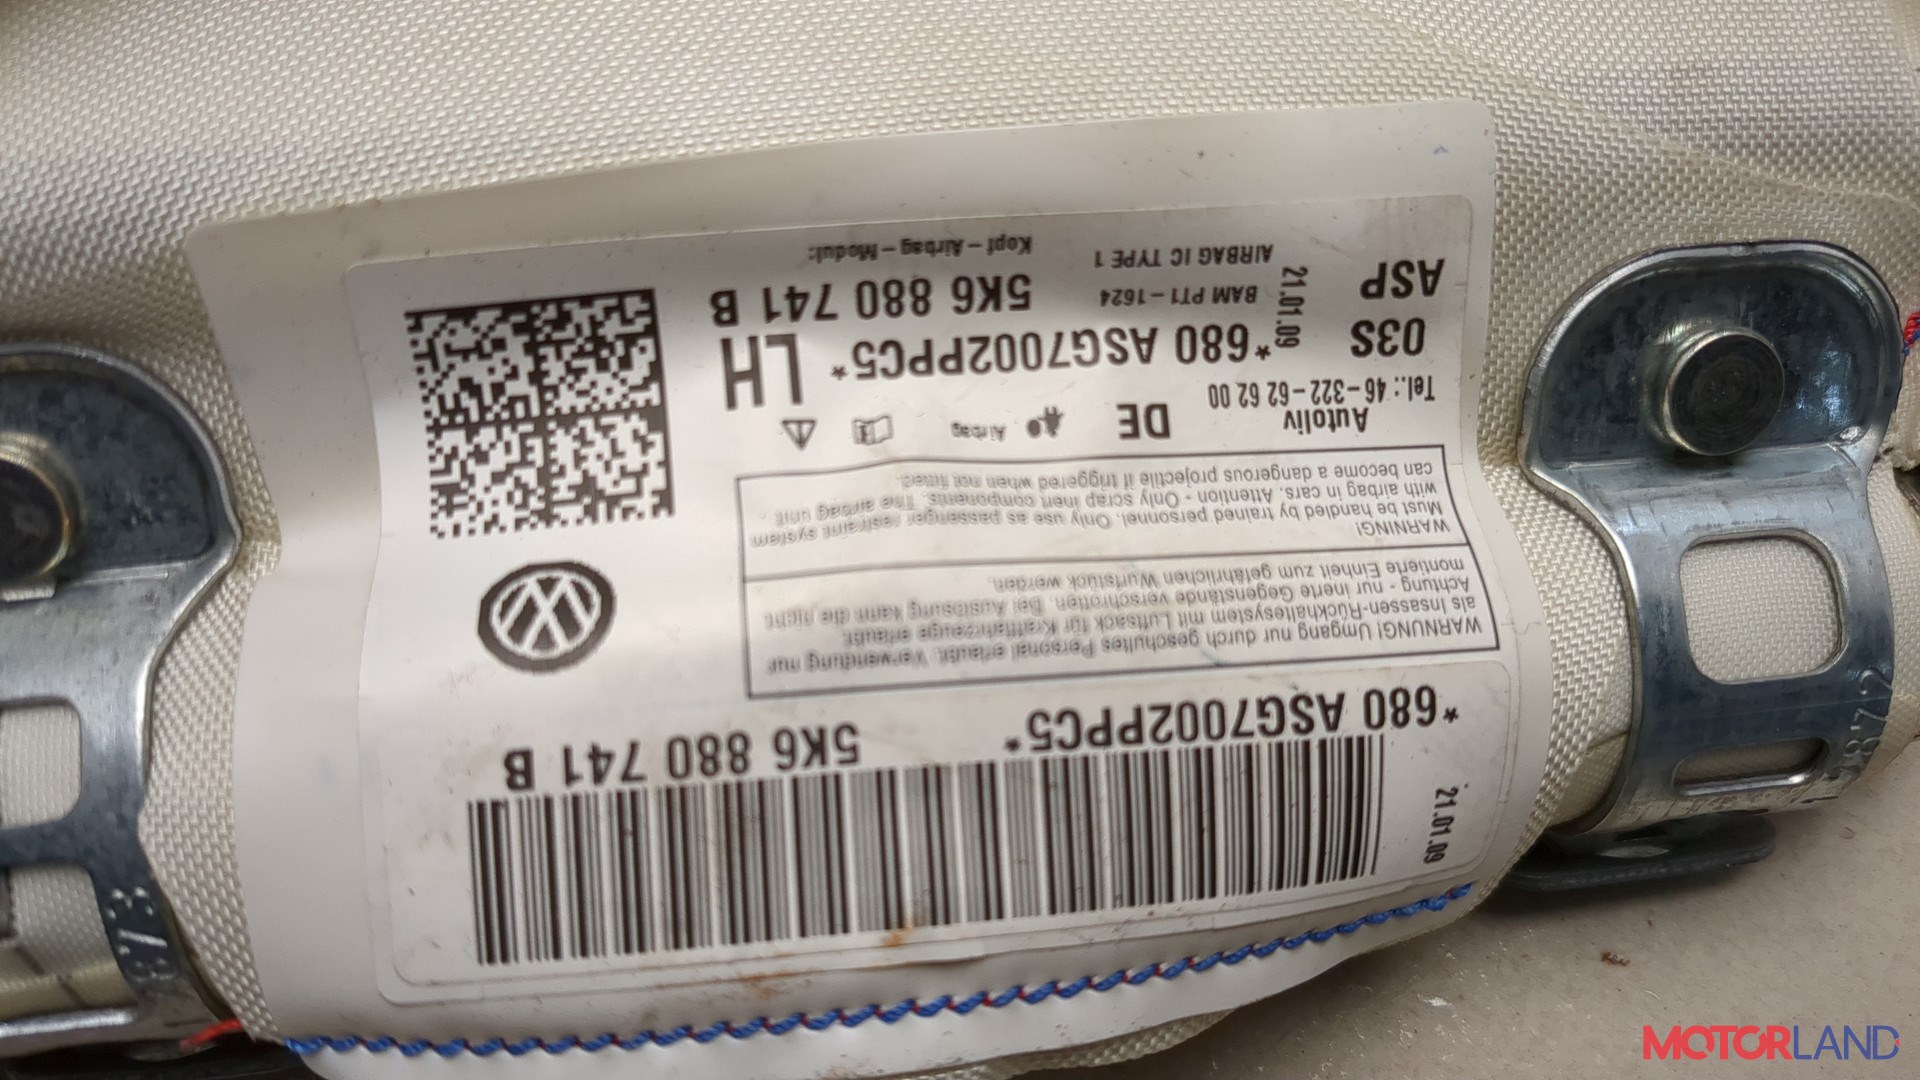 21.01.09
*680 ASG7002PPC5* 5K6 880 741 B
WARNUNG! Umgang nur durch geschultes Personal erlaubt. Verwendung nur
als Insassen-Rückhaltesystem mit Luftsack für Kraftfahrzeuge erlaubt.
Achtung - nur inerte Gegenstände verschrotten. Bei Auslösung kann die nicht
montierte Einheit zum gefährlichen Wurfstück werden.
WARNING!
Must be handled by trained personnel. Only use as passenger restraint system
with airbag in cars. Attention - Only scrap inert components. The airbag unit
can become a dangerous projectile if triggered when not fitted.
Autoliv
Tel.: 46-322-62 62 00
DE
Airbag
03S
*680 ASG7002PPC5*
LH
ASP
21.01.09
BAM PT1-1624
5K6 880 741 B
AIRBAG IC TYPE 1
Kopf-Airbag-Modul:
873
MOTORLAND